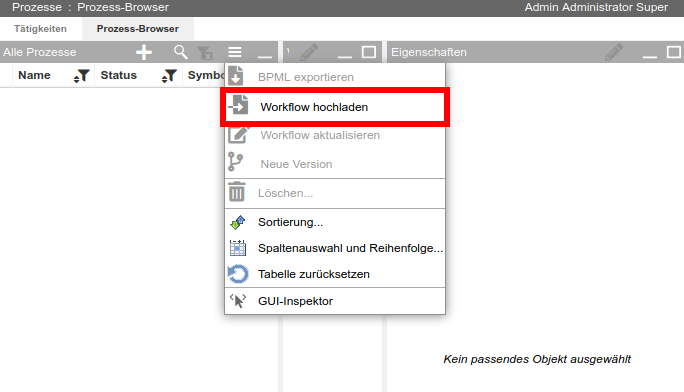 Prozesse : Prozess-Browser
Admin Administrator Super
Tätigkeiten
Prozess-Browser
Alle Prozesse
Eigenschaften
Name
Status
BPML exportieren
Workflow hochladen
Workflow aktualisieren
Neue Version
Löschen...
Sortierung...
Spaltenauswahl und Reihenfolge...
Tabelle zurücksetzen
GUI-Inspektor
Kein passendes Objekt ausgewählt